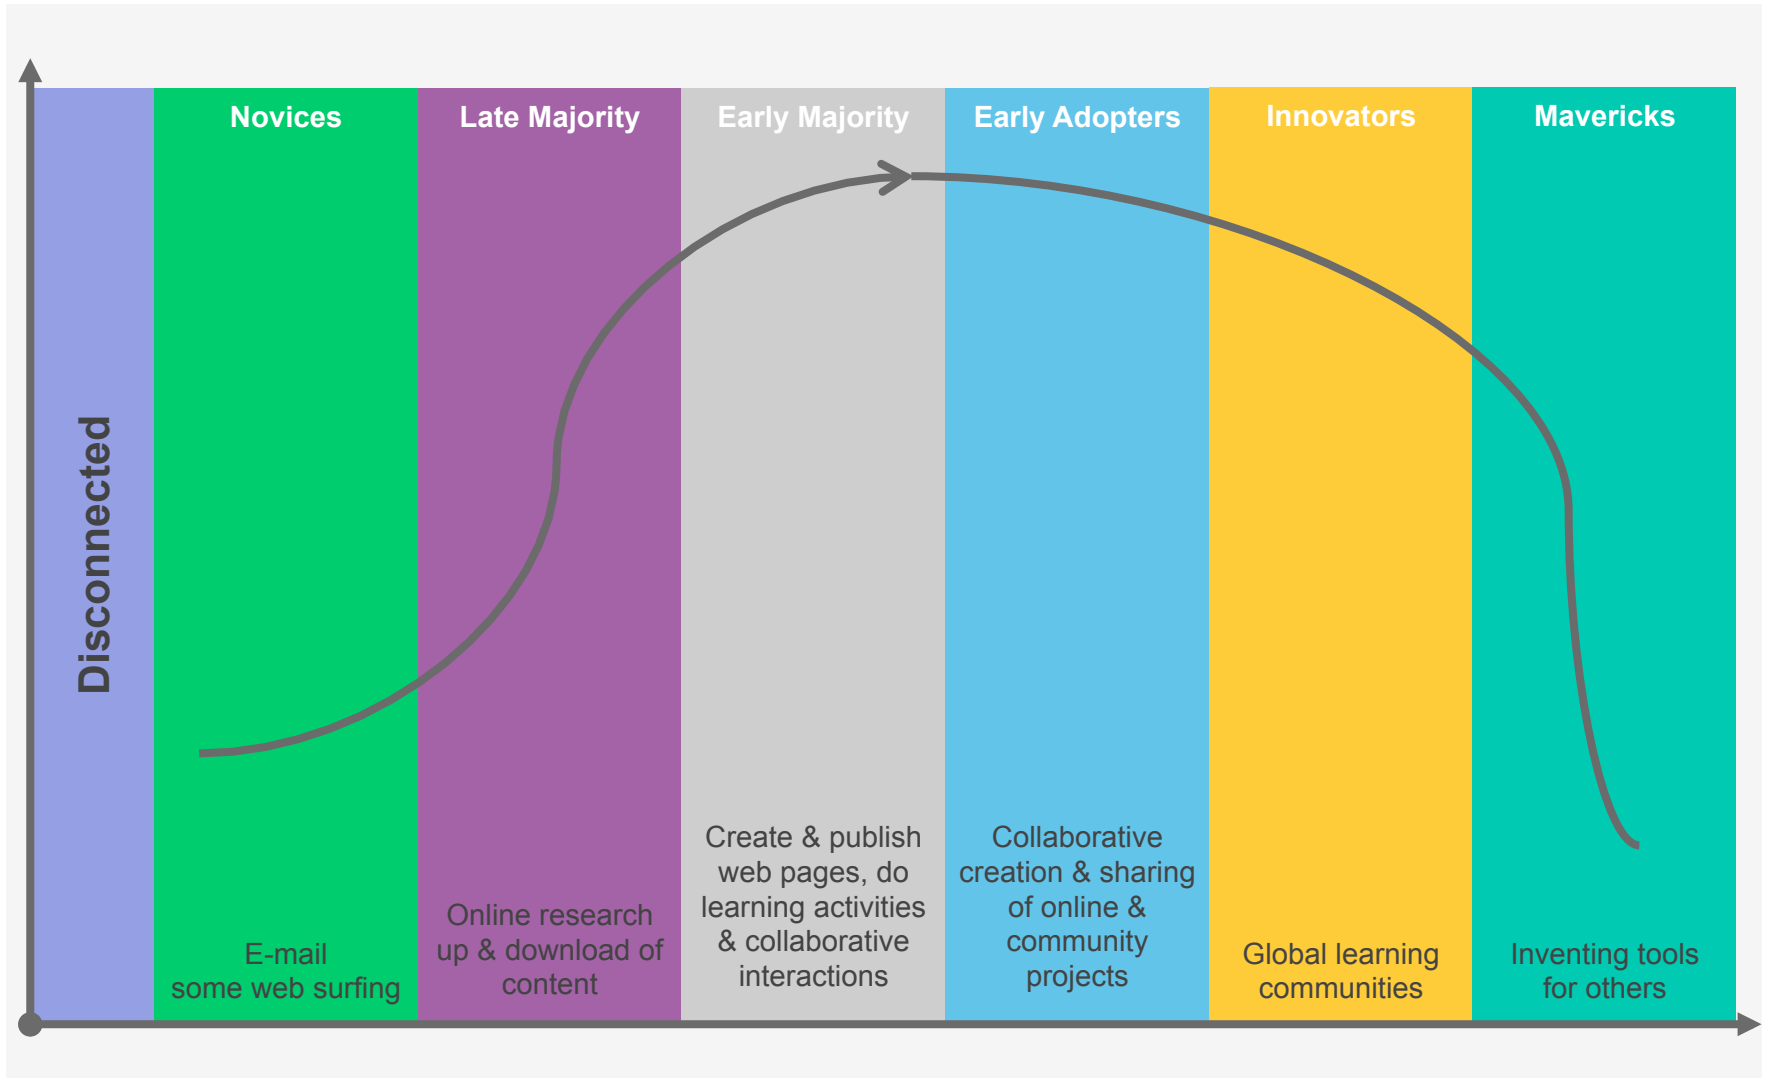 Disconnected
Novices
E-mail
some web surfing
Late Majority
Online research
up & download of
content
Early Majority
Create & publish
web pages, do
learning activities
& collaborative
interactions
Early Adopters
Collaborative
creation & sharing
of online &
community
projects
Innovators
Global learning
communities
Mavericks
Inventing tools
for others